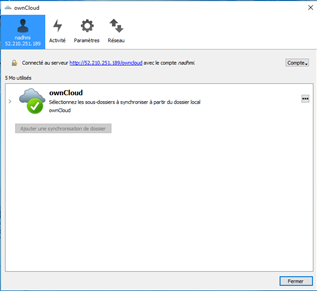 ownCloud
nadhmi
52.210.251.189
Activité
Paramètres
Réseau
Connecté au serveur http://52.210.251.189/owncloud avec le compte nadhmi.
Compte
5 Mo utilisés
ownCloud
Sélectionnez les sous-dossiers à synchroniser à partir du dossier local
ownCloud
Ajouter une synchronisation de dossier
Fermer